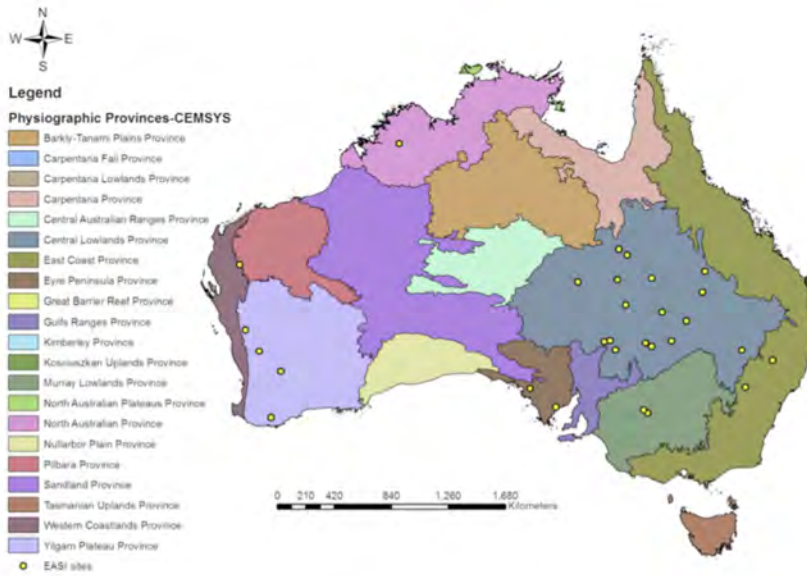 N
W E
S
Legend
Physiographic Provinces-CEMSYS
Barkly-Tanami Plains Province
Carpentaria Fall Province
Carpentaria Lowlands Province
Carpentaria Province
Central Australian Ranges Province
Central Lowlands Province
East Coast Province
Eyre Peninsula Province
Great Barrier Reef Province
Gulfs Ranges Province
Kimberley Province
Kosciuszkan Uplands Province
Murray Lowlands Province
North Australian Plateaus Province
North Australian Province
Nullarbor Plain Province
Pilbara Province
Sandland Province
Tasmanian Uplands Province
Western Coastlands Province
Yilgarn Plateau Province
EASI sites
0 210 420 840 1,260 1,680
Kilometers